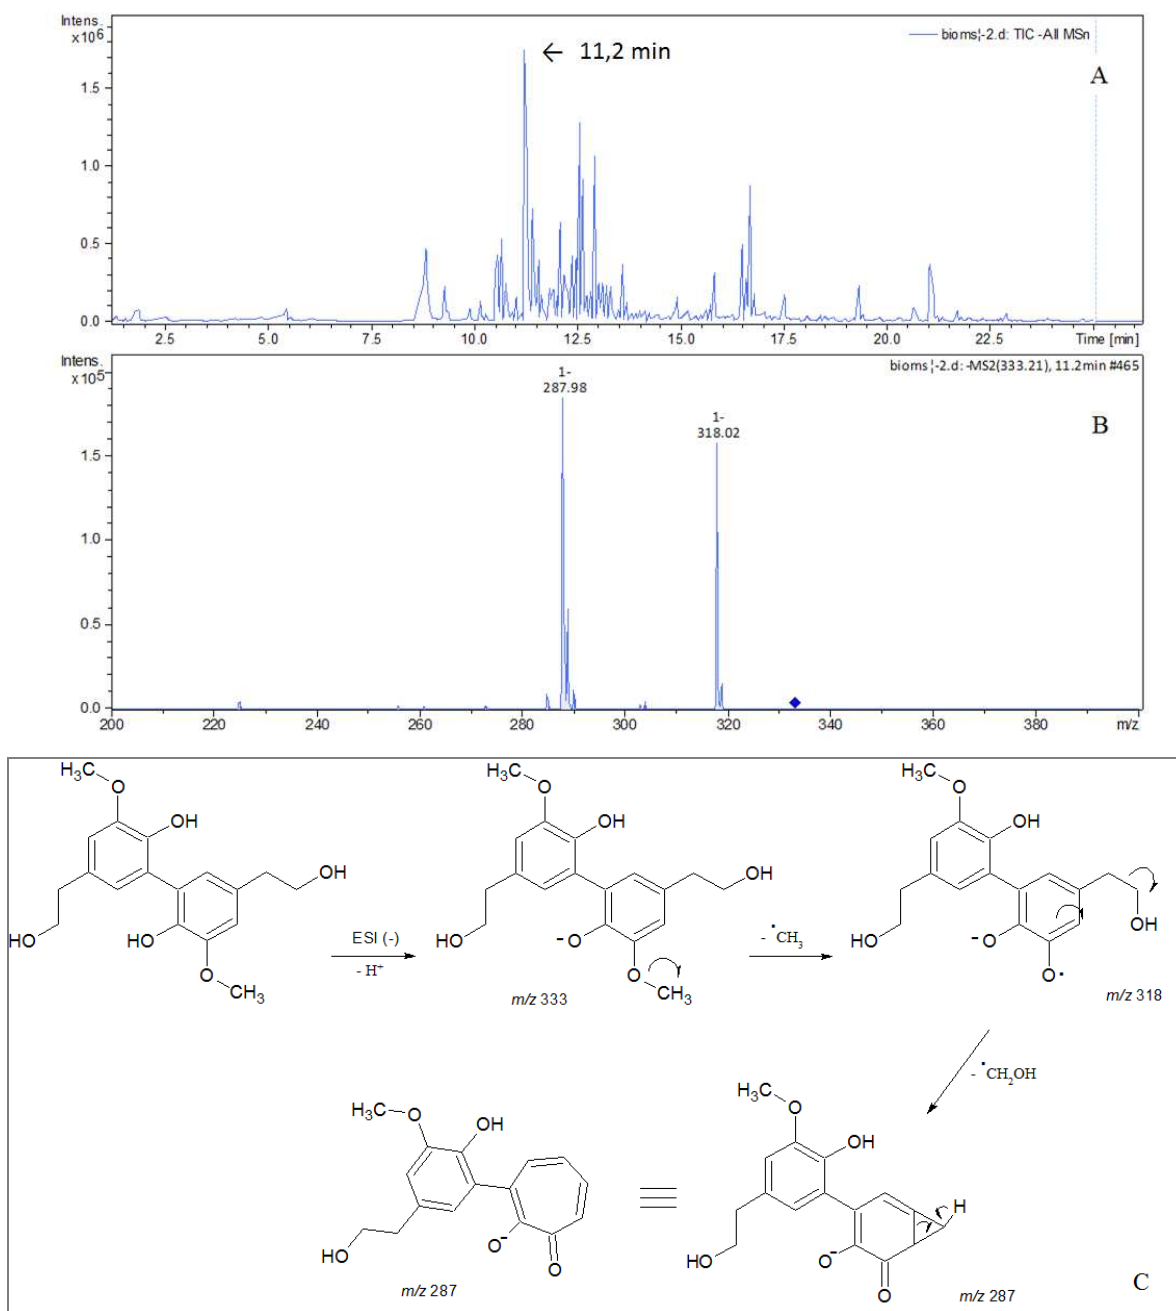 Intens.
x10⁶
bioms¦-2.d: TIC -All MSn
← 11,2 min
A
1.5
1.0
0.5
0.0
2.5 5.0 7.5 10.0 12.5 15.0 17.5 20.0 22.5 Time [min]
Intens.
x10⁵
bioms¦-2.d: -MS2(333.21), 11.2min #465
1-
287.98
1-
318.02
B
1.5
1.0
0.5
0.0
200 220 240 260 280 300 320 340 360 380 m/z
H₃C O OH OH HO HO O CH₃
ESI (-)
- H⁺
H₃C O OH OH HO ⁻O O CH₃
m/z 333
- •CH₃
H₃C O OH OH HO ⁻O O•
m/z 318
- •CH₂OH
H₃C O OH HO O⁻ O
m/z 287
H₃C O OH H HO O⁻ O
m/z 287
C